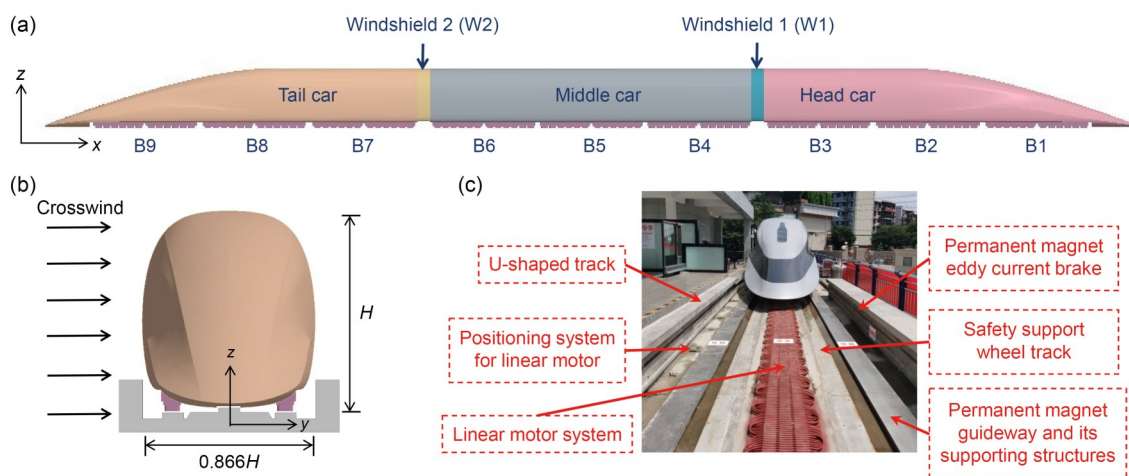 (a)
Windshield 2 (W2)
Windshield 1 (W1)
z
Tail car
Middle car
Head car
x
B9
B8
B7
B6
B5
B4
B3
B2
B1
(b)
Crosswind
H
z
y
0.866H
(c)
U-shaped track
Positioning system
for linear motor
Linear motor system
Permanent magnet
eddy current brake
Safety support
wheel track
Permanent magnet
guideway and its
supporting structures